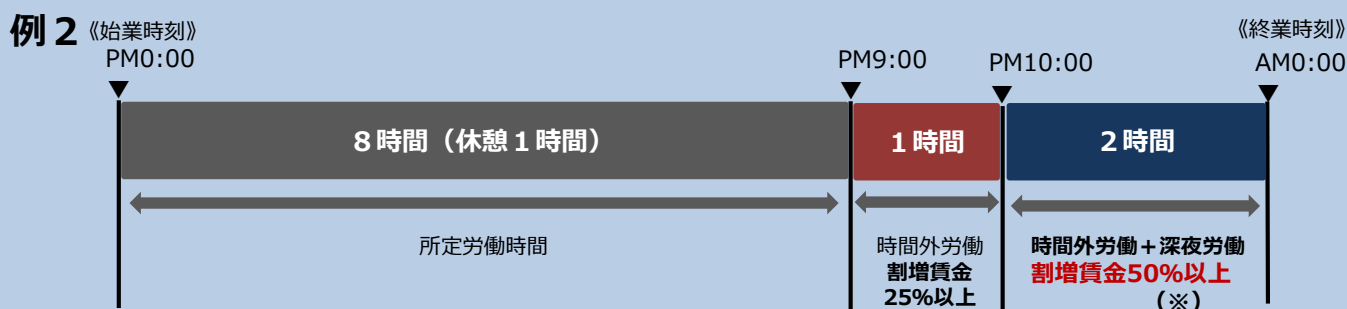 例２ 《始業時刻》 《終業時刻》
PM0:00 PM9:00 PM10:00 AM0:00
８時間（休憩１時間） １時間 ２時間
所定労働時間 時間外労働 時間外労働＋深夜労働
割増賃金 割増賃金50%以上
25%以上 （※）